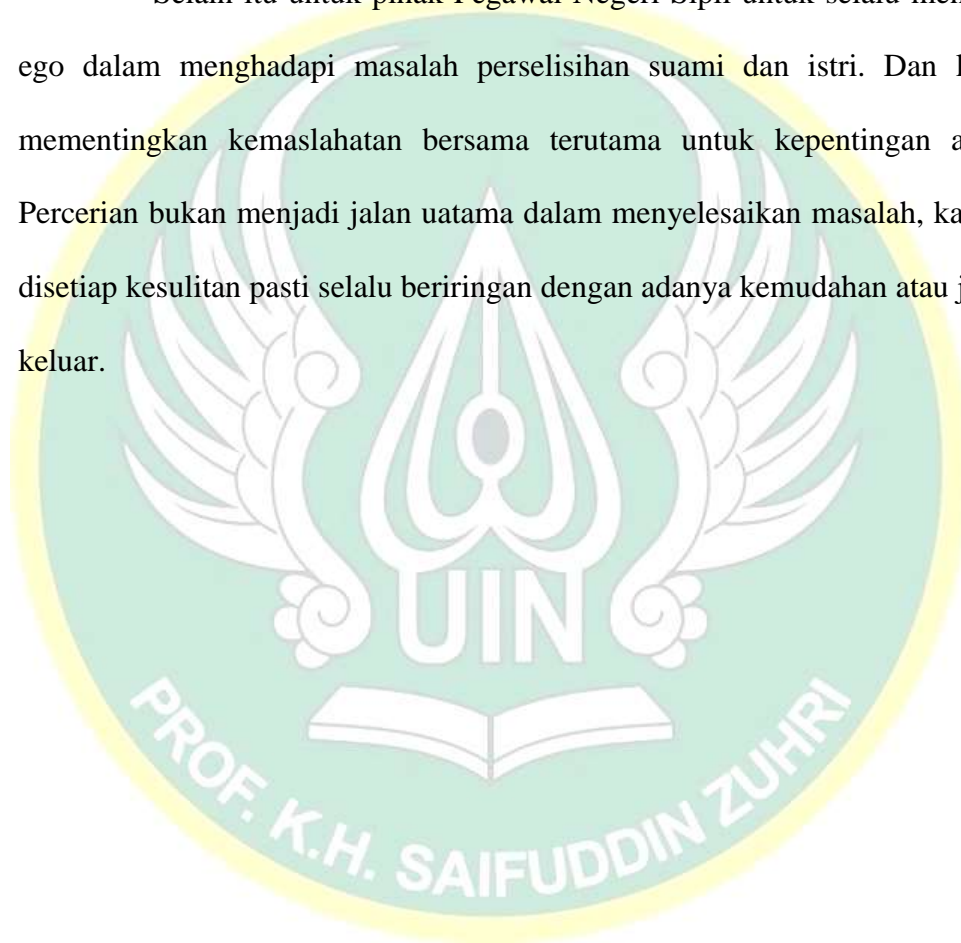 Selain itu untuk pihak Pegawai Negeri Sipil untuk selalu
ego dalam menghadapi masalah perselisihan suami dan istri. Dan
mementingkan kemaslahatan bersama terutama untuk kepentingan
Percerian bukan menjadi jalan uatama dalam menyelesaikan masalah,
disetiap kesulitan pasti selalu beriringan dengan adanya kemudahan atau
keluar.
UIN
PROF. K.H. SAIFUDDIN ZUHRI